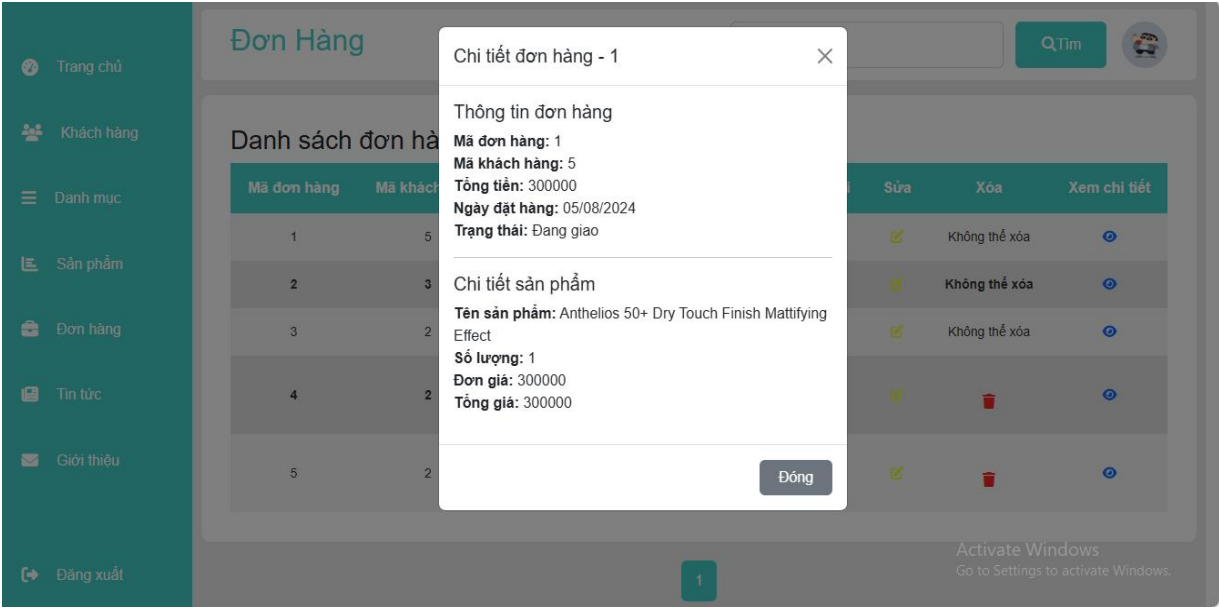 Đơn Hàng
Tìm
Trang chủ
Khách hàng
Danh mục
Sản phẩm
Đơn hàng
Tin tức
Giới thiệu
Đăng xuất
Danh sách đơn hà
Mã đơn hàng Mã khách Sửa Xóa Xem chi tiết
1 5 Không thể xóa
2 3 Không thể xóa
3 2 Không thể xóa
4 2
5 2
1
Chi tiết đơn hàng - 1
Thông tin đơn hàng
Mã đơn hàng: 1
Mã khách hàng: 5
Tổng tiền: 300000
Ngày đặt hàng: 05/08/2024
Trạng thái: Đang giao
Chi tiết sản phẩm
Tên sản phẩm: Anthelios 50+ Dry Touch Finish Mattifying
Effect
Số lượng: 1
Đơn giá: 300000
Tổng giá: 300000
Đóng
Activate Windows
Go to Settings to activate Windows.